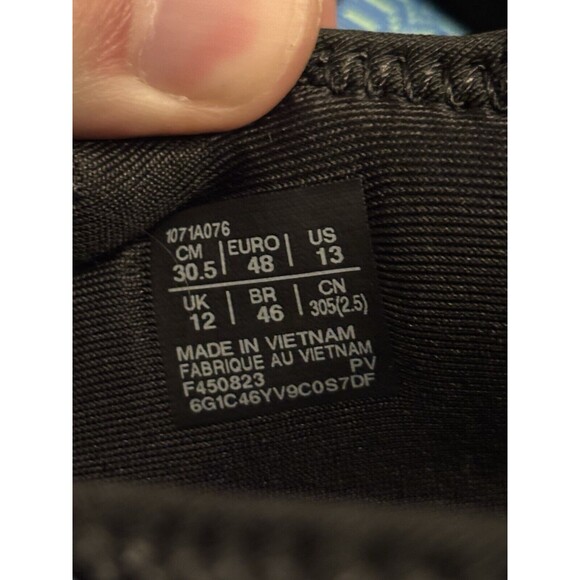 1071A076
CM EURO US
30.5 48 13
UK BR CN
12 46 305(2.5)
MADE IN VIETNAM
FABRIQUE AU VIETNAM
F450823 PV
6G1C46YV9C0S7DF